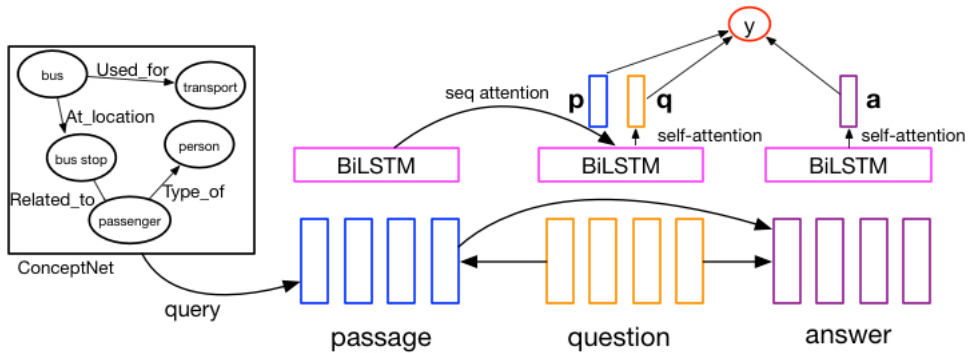 bus
Used_for
transport
At_location
bus stop
person
Related_to
Type_of
passenger
ConceptNet
query
seq attention
p
q
y
a
self-attention
self-attention
BiLSTM
BiLSTM
BiLSTM
passage
question
answer